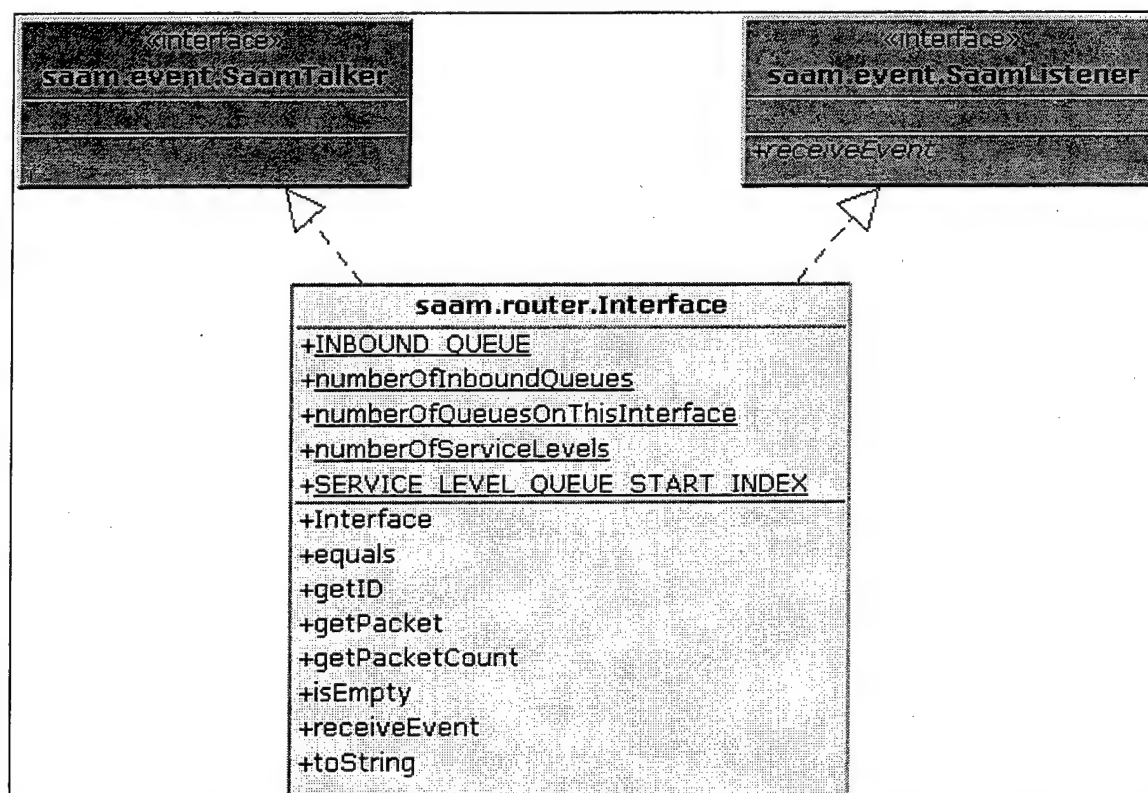 «interface»
saam.event.SaamTalker
«interface»
saam.event.SaamListener
+receiveEvent
saam.router.Interface
+INBOUND_QUEUE
+numberOfInboundQueues
+numberOfQueuesOnThisInterface
+numberOfServiceLevels
+SERVICE_LEVEL_QUEUE_START_INDEX
+Interface
+equals
+getID
+getPacket
+getPacketCount
+isEmpty
+receiveEvent
+toString